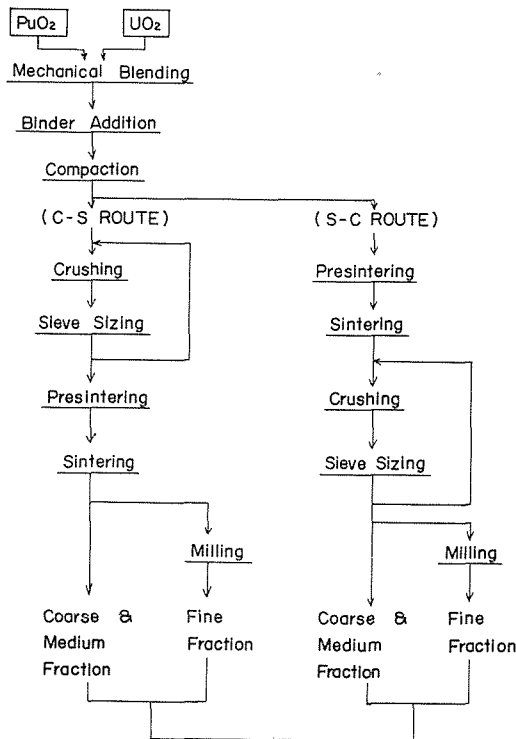 PuO2
UO2
Mechanical Blending
Binder Addition
Compaction
(C-S ROUTE)
Crushing
Sieve Sizing
Presintering
Sintering
Milling
Coarse &
Medium
Fraction
Fine
Fraction
(S-C ROUTE)
Presintering
Sintering
Crushing
Sieve Sizing
Milling
Coarse &
Medium
Fraction
Fine
Fraction